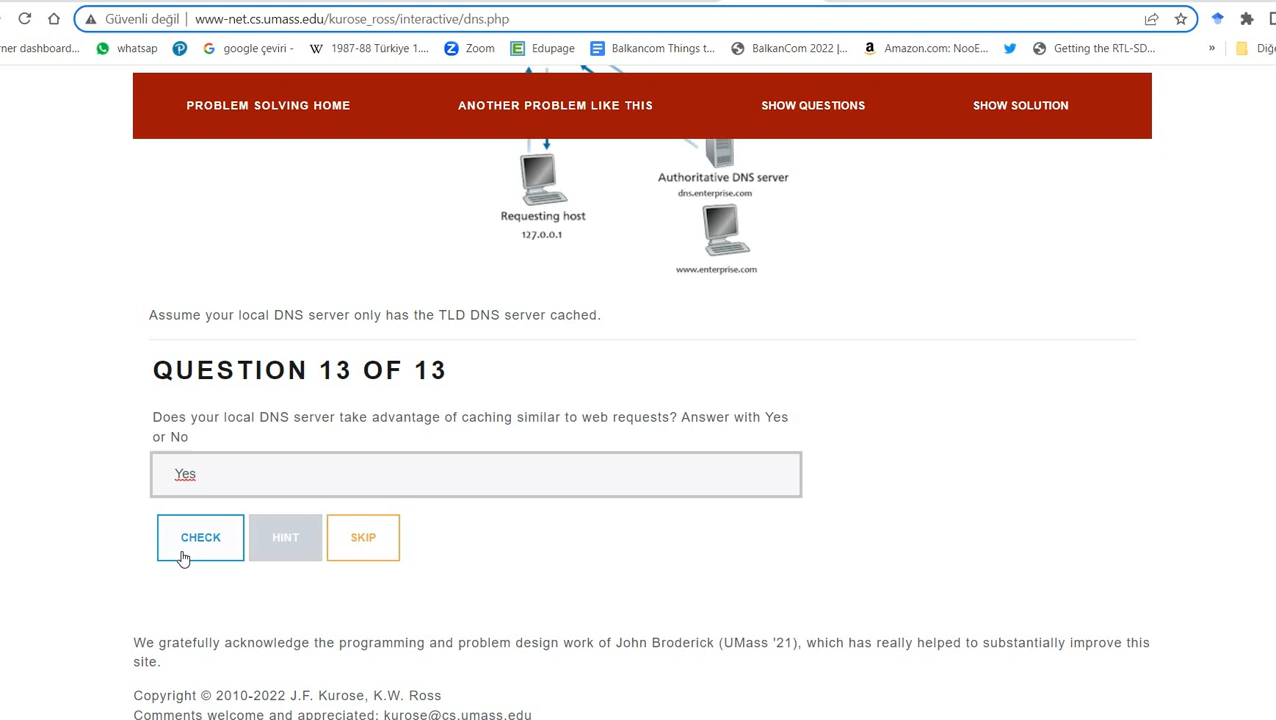 Güvenli değil www-net.cs.umass.edu/kurose_ross/interactive/dns.php
rner dashboard... whatsap google çeviri - 1987-88 Türkiye 1.... Zoom Edupage Balkancom Things t... BalkanCom 2022 |... Amazon.com: NooE... Getting the RTL-SD... » Diğe
PROBLEM SOLVING HOME ANOTHER PROBLEM LIKE THIS SHOW QUESTIONS SHOW SOLUTION
Authoritative DNS server
dns.enterprise.com
Requesting host
127.0.0.1
www.enterprise.com
Assume your local DNS server only has the TLD DNS server cached.
QUESTION 13 OF 13
Does your local DNS server take advantage of caching similar to web requests? Answer with Yes
or No
Yes
CHECK HINT SKIP
We gratefully acknowledge the programming and problem design work of John Broderick (UMass '21), which has really helped to substantially improve this
site.
Copyright © 2010-2022 J.F. Kurose, K.W. Ross
Comments welcome and appreciated: kurose@cs.umass.edu